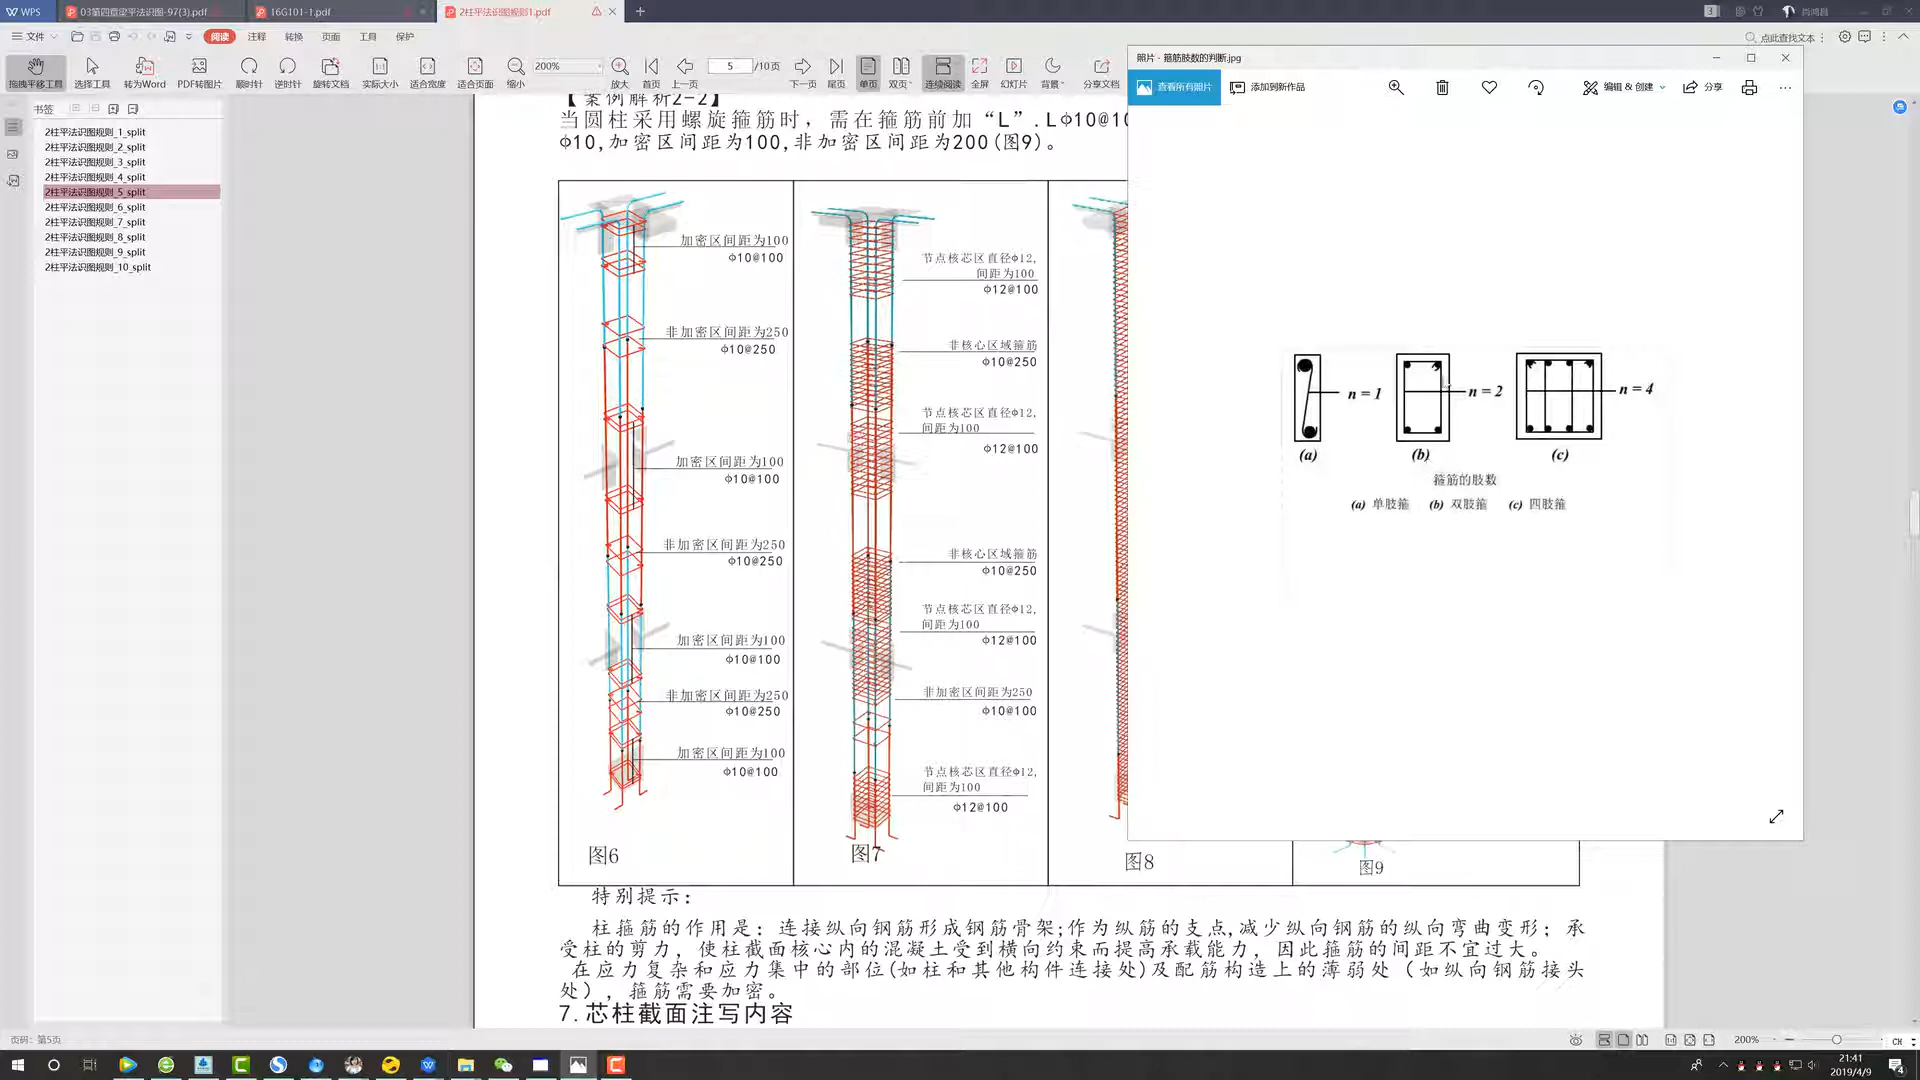 WPS
03第四章梁平法识图-97(3).pdf
16G101-1.pdf
2柱平法识图规则1.pdf
3
文件
阅读
注释
转换
页面
工具
保护
点此查找文本
拖拽平移工具
选择工具
转为Word
PDF转图片
顺时针
逆时针
旋转文档
实际大小
适合宽度
适合页面
缩小
200%
放大
首页
上一页
5
/10页
下一页
尾页
单页
双页
连续阅读
全屏
幻灯片
背景
分享文档
书签
2柱平法识图规则_1_split
2柱平法识图规则_2_split
2柱平法识图规则_3_split
2柱平法识图规则_4_split
2柱平法识图规则_5_split
2柱平法识图规则_6_split
2柱平法识图规则_7_split
2柱平法识图规则_8_split
2柱平法识图规则_9_split
2柱平法识图规则_10_split
【案例解析2-2】
当圆柱采用螺旋箍筋时，需在箍筋前加“L”.LΦ10@10
Φ10,加密区间距为100,非加密区间距为200(图9)。
加密区间距为100
Φ10@100
非加密区间距为250
Φ10@250
加密区间距为100
Φ10@100
非加密区间距为250
Φ10@250
加密区间距为100
Φ10@100
非加密区间距为250
Φ10@250
加密区间距为100
Φ10@100
图6
节点核芯区直径Φ12,
间距为100
Φ12@100
非核心区域箍筋
Φ10@250
节点核芯区直径Φ12,
间距为100
Φ12@100
非核心区域箍筋
Φ10@250
节点核芯区直径Φ12,
间距为100
Φ12@100
非加密区间距为250
Φ10@100
节点核芯区直径Φ12,
间距为100
Φ12@100
图7
图8
图9
照片 - 箍筋肢数的判断.jpg
查看所有照片
添加到新作品
编辑 & 创建
分享
n = 1
n = 2
n = 4
(a)
(b)
(c)
箍筋的肢数
(a) 单肢箍 (b) 双肢箍 (c) 四肢箍
特别提示：
柱箍筋的作用是：连接纵向钢筋形成钢筋骨架;作为纵筋的支点,减少纵向钢筋的纵向弯曲变形；承
受柱的剪力，使柱截面核心内的混凝土受到横向约束而提高承载能力，因此箍筋的间距不宜过大。
在应力复杂和应力集中的部位(如柱和其他构件连接处)及配筋构造上的薄弱处（如纵向钢筋接头
处），箍筋需要加密。
7.芯柱截面注写内容
页码: 第5页
200%
CH
21:41
2019/4/9
4